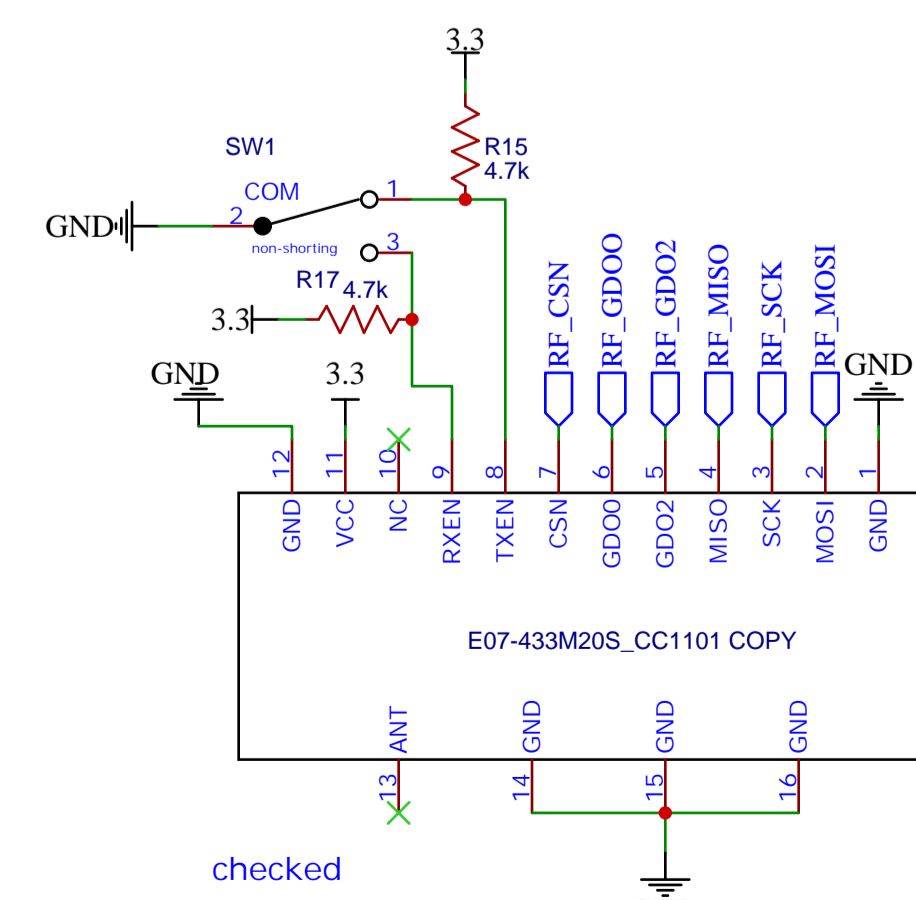 3.3
R15
4.7k
SW1
COM
1
2
GND
non-shorting
3
R17
4.7k
3.3
RF_CSN
RF_GDO0
RF_GDO2
RF_MISO
RF_SCK
RF_MOSI
GND
3.3
GND
12
11
10
9
8
7
6
5
4
3
2
1
GND
VCC
NC
RXEN
TXEN
CSN
GDO0
GDO2
MISO
SCK
MOSI
GND
E07-433M20S_CC1101 COPY
ANT
GND
GND
GND
13
14
15
16
checked